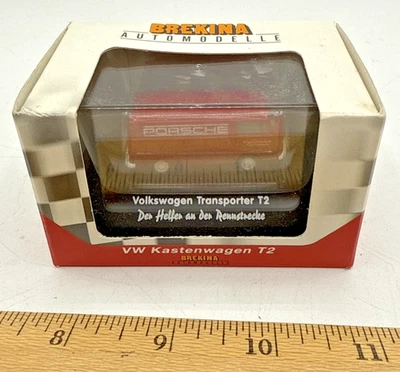 BREKINA
AUTOMODELLE
PORSCHE
Volkswagen Transporter T2
Der Helfer an der Rennstrecke
VW Kastenwagen T2
BREKINA
AUTOMODELLE
8 9 10 11